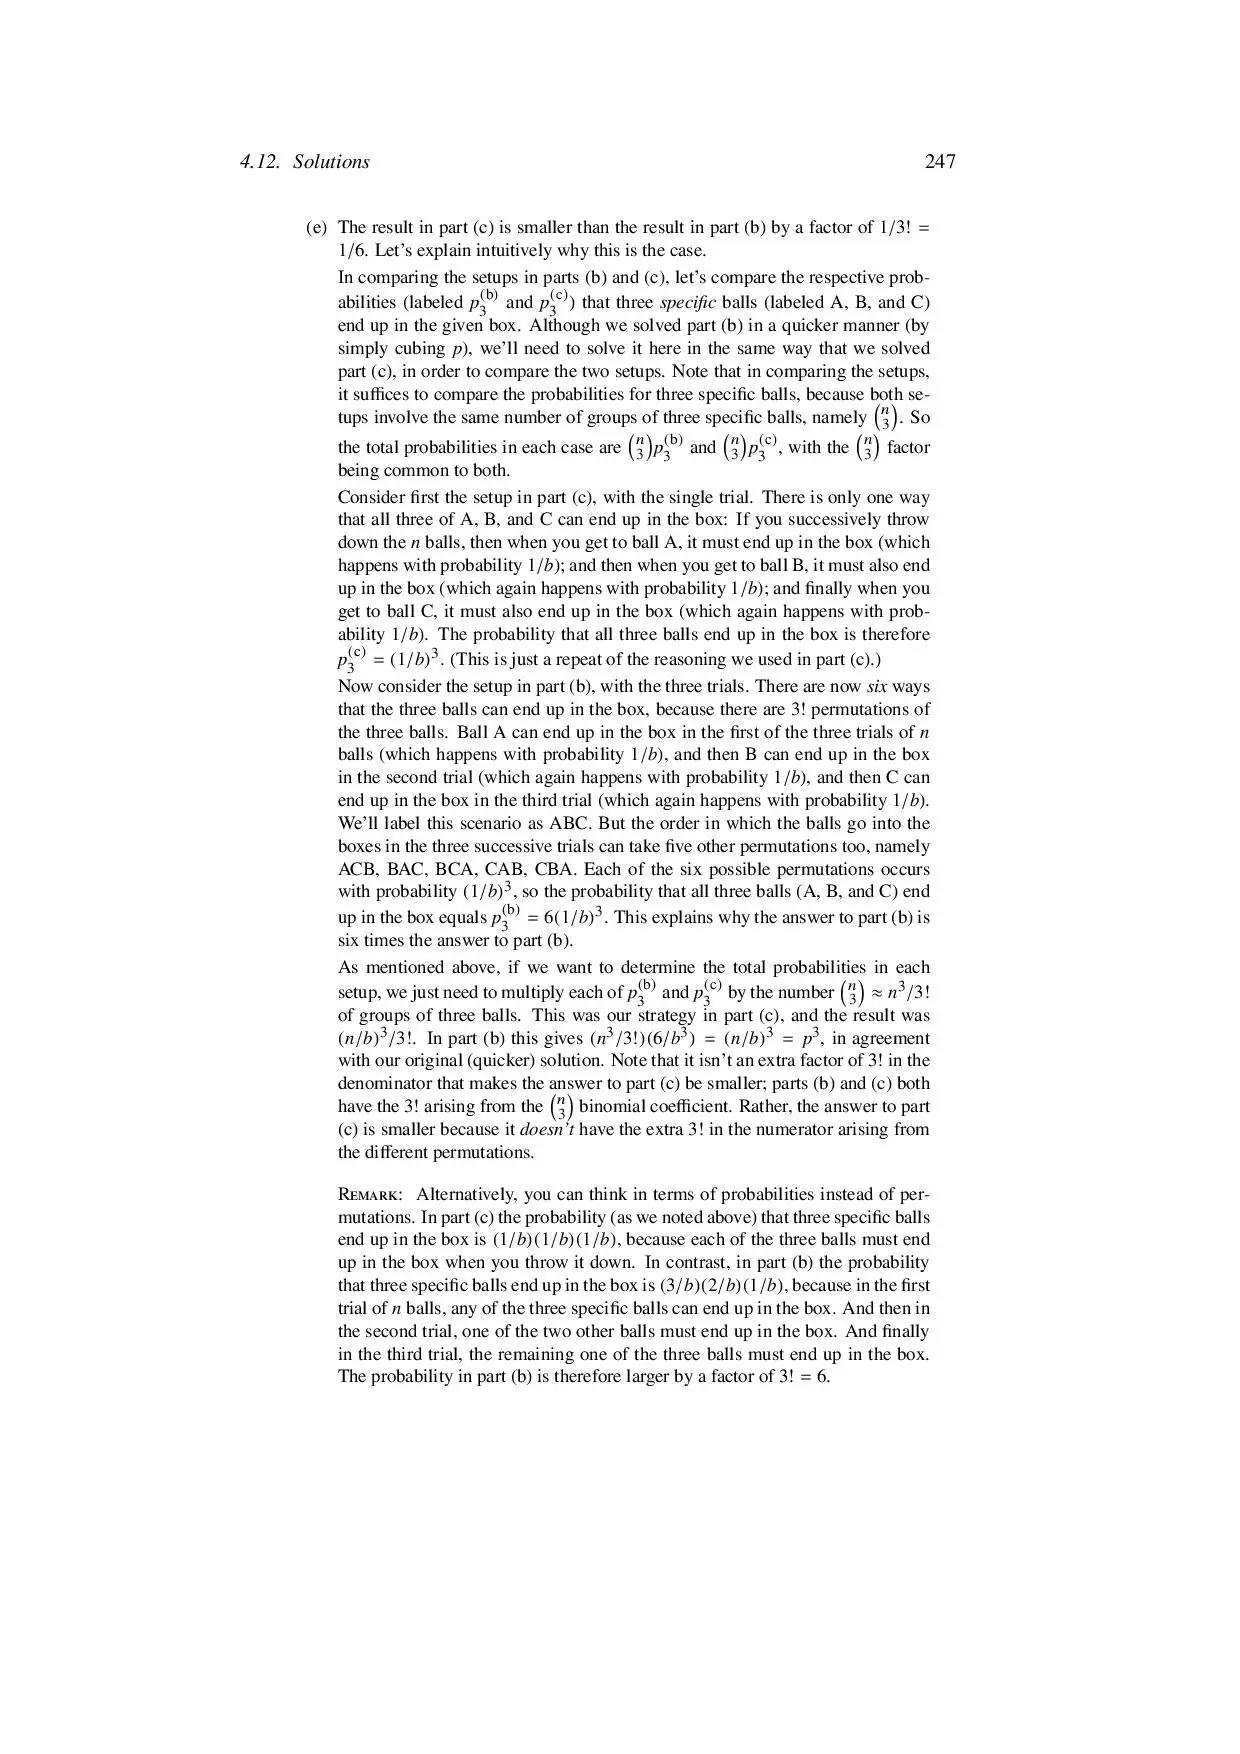 4.12. Solutions 247
(e) The result in part (c) is smaller than the result in part (b) by a factor of 1/3! =
1/6. Let's explain intuitively why this is the case.
In comparing the setups in parts (b) and (c), let's compare the respective prob-
abilities (labeled p₃^(b) and p₃^(c)) that three specific balls (labeled A, B, and C)
end up in the given box. Although we solved part (b) in a quicker manner (by
simply cubing p), we'll need to solve it here in the same way that we solved
part (c), in order to compare the two setups. Note that in comparing the setups,
it suffices to compare the probabilities for three specific balls, because both se-
tups involve the same number of groups of three specific balls, namely (n 3). So
the total probabilities in each case are (n 3)p₃^(b) and (n 3)p₃^(c), with the (n 3) factor
being common to both.
Consider first the setup in part (c), with the single trial. There is only one way
that all three of A, B, and C can end up in the box: If you successively throw
down the n balls, then when you get to ball A, it must end up in the box (which
happens with probability 1/b); and then when you get to ball B, it must also end
up in the box (which again happens with probability 1/b); and finally when you
get to ball C, it must also end up in the box (which again happens with prob-
ability 1/b). The probability that all three balls end up in the box is therefore
p₃^(c) = (1/b)³. (This is just a repeat of the reasoning we used in part (c).)
Now consider the setup in part (b), with the three trials. There are now six ways
that the three balls can end up in the box, because there are 3! permutations of
the three balls. Ball A can end up in the box in the first of the three trials of n
balls (which happens with probability 1/b), and then B can end up in the box
in the second trial (which again happens with probability 1/b), and then C can
end up in the box in the third trial (which again happens with probability 1/b).
We'll label this scenario as ABC. But the order in which the balls go into the
boxes in the three successive trials can take five other permutations too, namely
ACB, BAC, BCA, CAB, CBA. Each of the six possible permutations occurs
with probability (1/b)³, so the probability that all three balls (A, B, and C) end
up in the box equals p₃^(b) = 6(1/b)³. This explains why the answer to part (b) is
six times the answer to part (b).
As mentioned above, if we want to determine the total probabilities in each
setup, we just need to multiply each of p₃^(b) and p₃^(c) by the number (n 3) ≈ n³/3!
of groups of three balls. This was our strategy in part (c), and the result was
(n/b)³/3!. In part (b) this gives (n³/3!)(6/b³) = (n/b)³ = p³, in agreement
with our original (quicker) solution. Note that it isn't an extra factor of 3! in the
denominator that makes the answer to part (c) be smaller; parts (b) and (c) both
have the 3! arising from the (n 3) binomial coefficient. Rather, the answer to part
(c) is smaller because it doesn't have the extra 3! in the numerator arising from
the different permutations.
Remark: Alternatively, you can think in terms of probabilities instead of per-
mutations. In part (c) the probability (as we noted above) that three specific balls
end up in the box is (1/b)(1/b)(1/b), because each of the three balls must end
up in the box when you throw it down. In contrast, in part (b) the probability
that three specific balls end up in the box is (3/b)(2/b)(1/b), because in the first
trial of n balls, any of the three specific balls can end up in the box. And then in
the second trial, one of the two other balls must end up in the box. And finally
in the third trial, the remaining one of the three balls must end up in the box.
The probability in part (b) is therefore larger by a factor of 3! = 6.